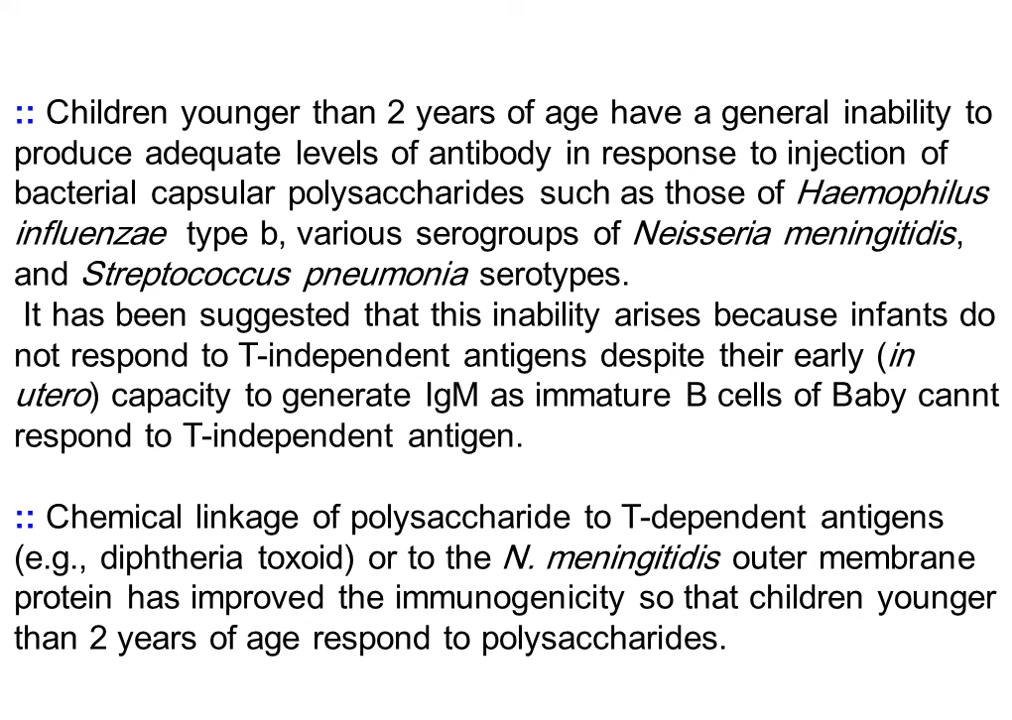 :: Children younger than 2 years of age have a general inability to
produce adequate levels of antibody in response to injection of
bacterial capsular polysaccharides such as those of Haemophilus
influenzae type b, various serogroups of Neisseria meningitidis,
and Streptococcus pneumonia serotypes.
It has been suggested that this inability arises because infants do
not respond to T-independent antigens despite their early (in
utero) capacity to generate IgM as immature B cells of Baby cannt
respond to T-independent antigen.
:: Chemical linkage of polysaccharide to T-dependent antigens
(e.g., diphtheria toxoid) or to the N. meningitidis outer membrane
protein has improved the immunogenicity so that children younger
than 2 years of age respond to polysaccharides.